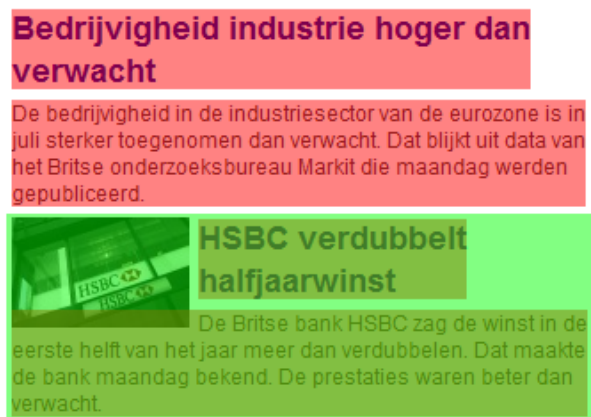 Bedrijvigheid industrie hoger dan
verwacht
De bedrijvigheid in de industriesector van de eurozone is in
juli sterker toegenomen dan verwacht. Dat blijkt uit data van
het Britse onderzoeksbureau Markit die maandag werden
gepubliceerd.
HSBC
HSBC
HSBC verdubbelt
halfjaarwinst
De Britse bank HSBC zag de winst in de
eerste helft van het jaar meer dan verdubbelen. Dat maakte
de bank maandag bekend. De prestaties waren beter dan
verwacht.